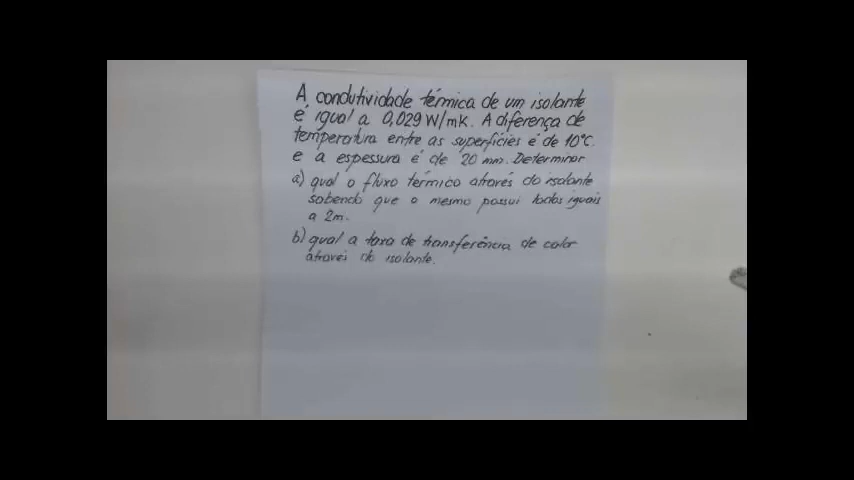 A condutividade térmica de um isolante
é igual a 0,029 W/mK. A diferença de
temperatura entre as superfícies é de 10°C.
e a espessura é de 20 mm. Determinar
a) qual o fluxo térmico através do isolante
sabendo que o mesmo possui lados iguais
a 2m.
b) qual a taxa de transferência de calor
através do isolante.